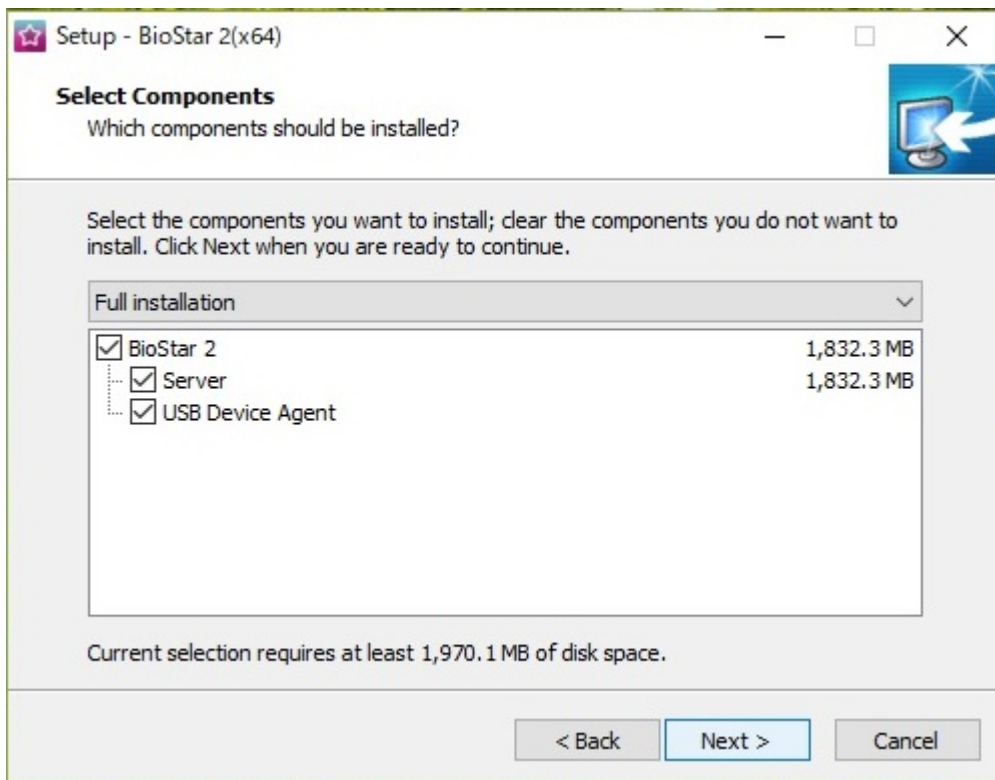 Setup - BioStar 2(x64)
Select Components
Which components should be installed?
Select the components you want to install; clear the components you do not want to
install. Click Next when you are ready to continue.
Full installation
BioStar 2 1,832.3 MB
Server 1,832.3 MB
USB Device Agent
Current selection requires at least 1,970.1 MB of disk space.
< Back Next > Cancel